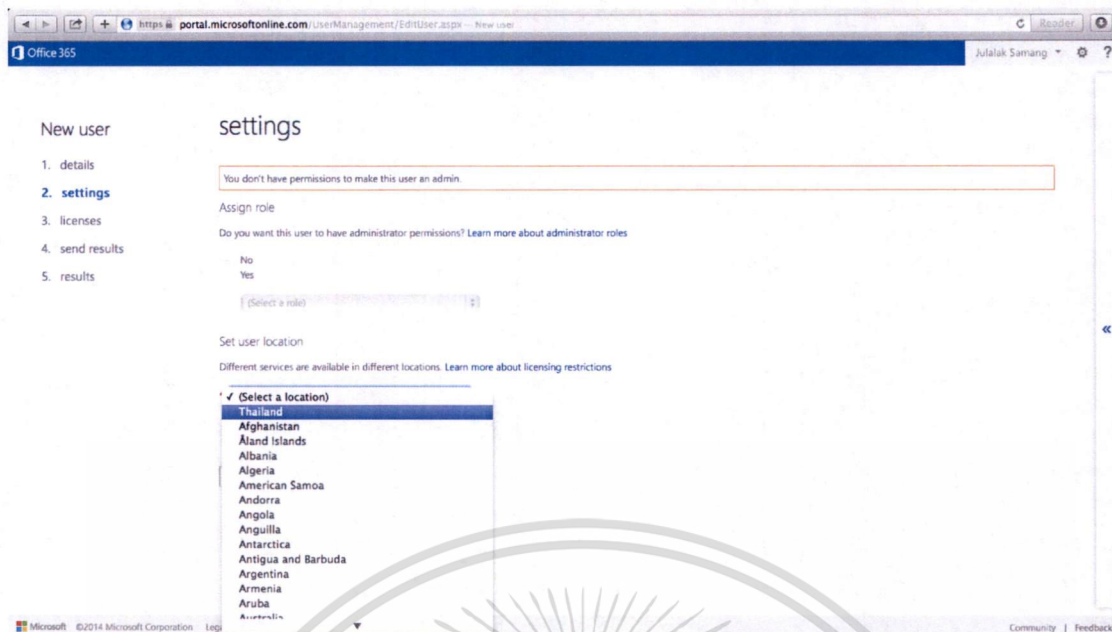 https portal.microsoftonline.com/UserManagement/EditUser.aspx — New user
Reader
Office 365
Julalak Samang
?
New user
settings
1. details
2. settings
3. licenses
4. send results
5. results
You don't have permissions to make this user an admin.
Assign role
Do you want this user to have administrator permissions? Learn more about administrator roles
No
Yes
(Select a role)
Set user location
Different services are available in different locations. Learn more about licensing restrictions
* ✓ (Select a location)
Thailand
Afghanistan
Åland Islands
Albania
Algeria
American Samoa
Andorra
Angola
Anguilla
Antarctica
Antigua and Barbuda
Argentina
Armenia
Aruba
Australia
Microsoft ©2014 Microsoft Corporation
Community | Feedback